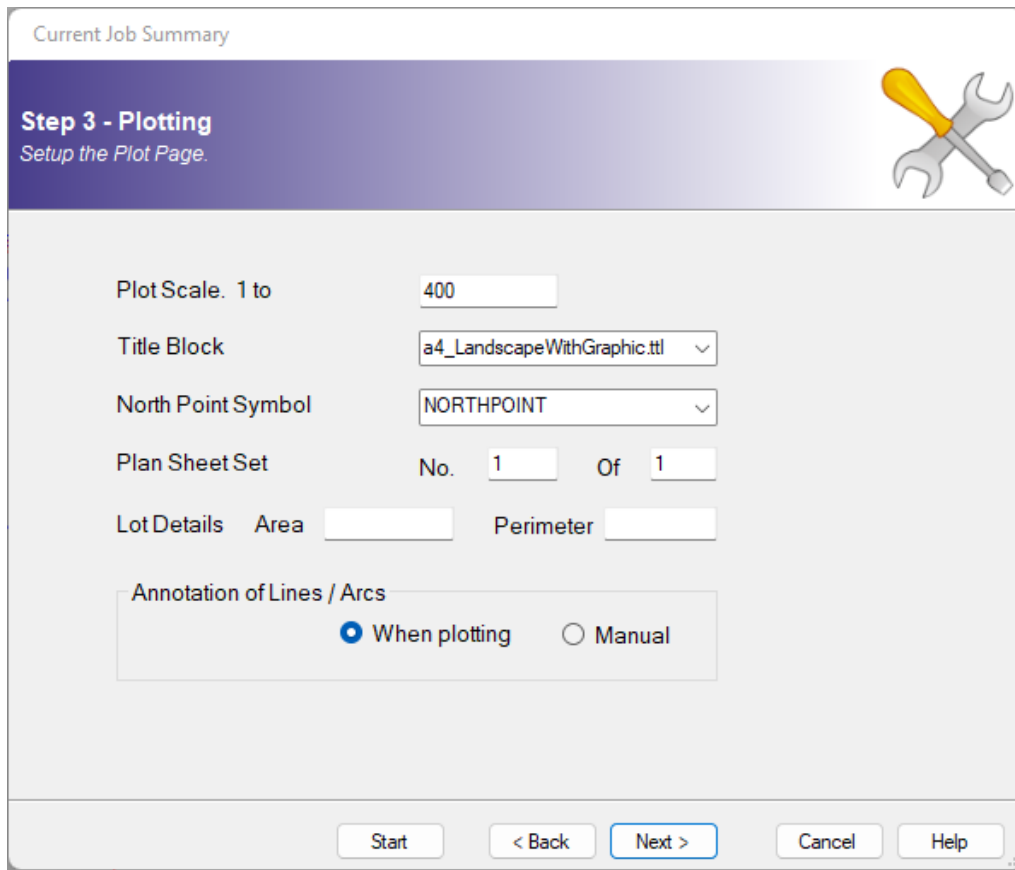 Current Job Summary
Step 3 - Plotting
Setup the Plot Page.
Plot Scale. 1 to 400
Title Block a4_LandscapeWithGraphic.ttl
North Point Symbol NORTHPOINT
Plan Sheet Set No. 1 Of 1
Lot Details Area Perimeter
Annotation of Lines / Arcs
When plotting Manual
Start < Back Next > Cancel Help